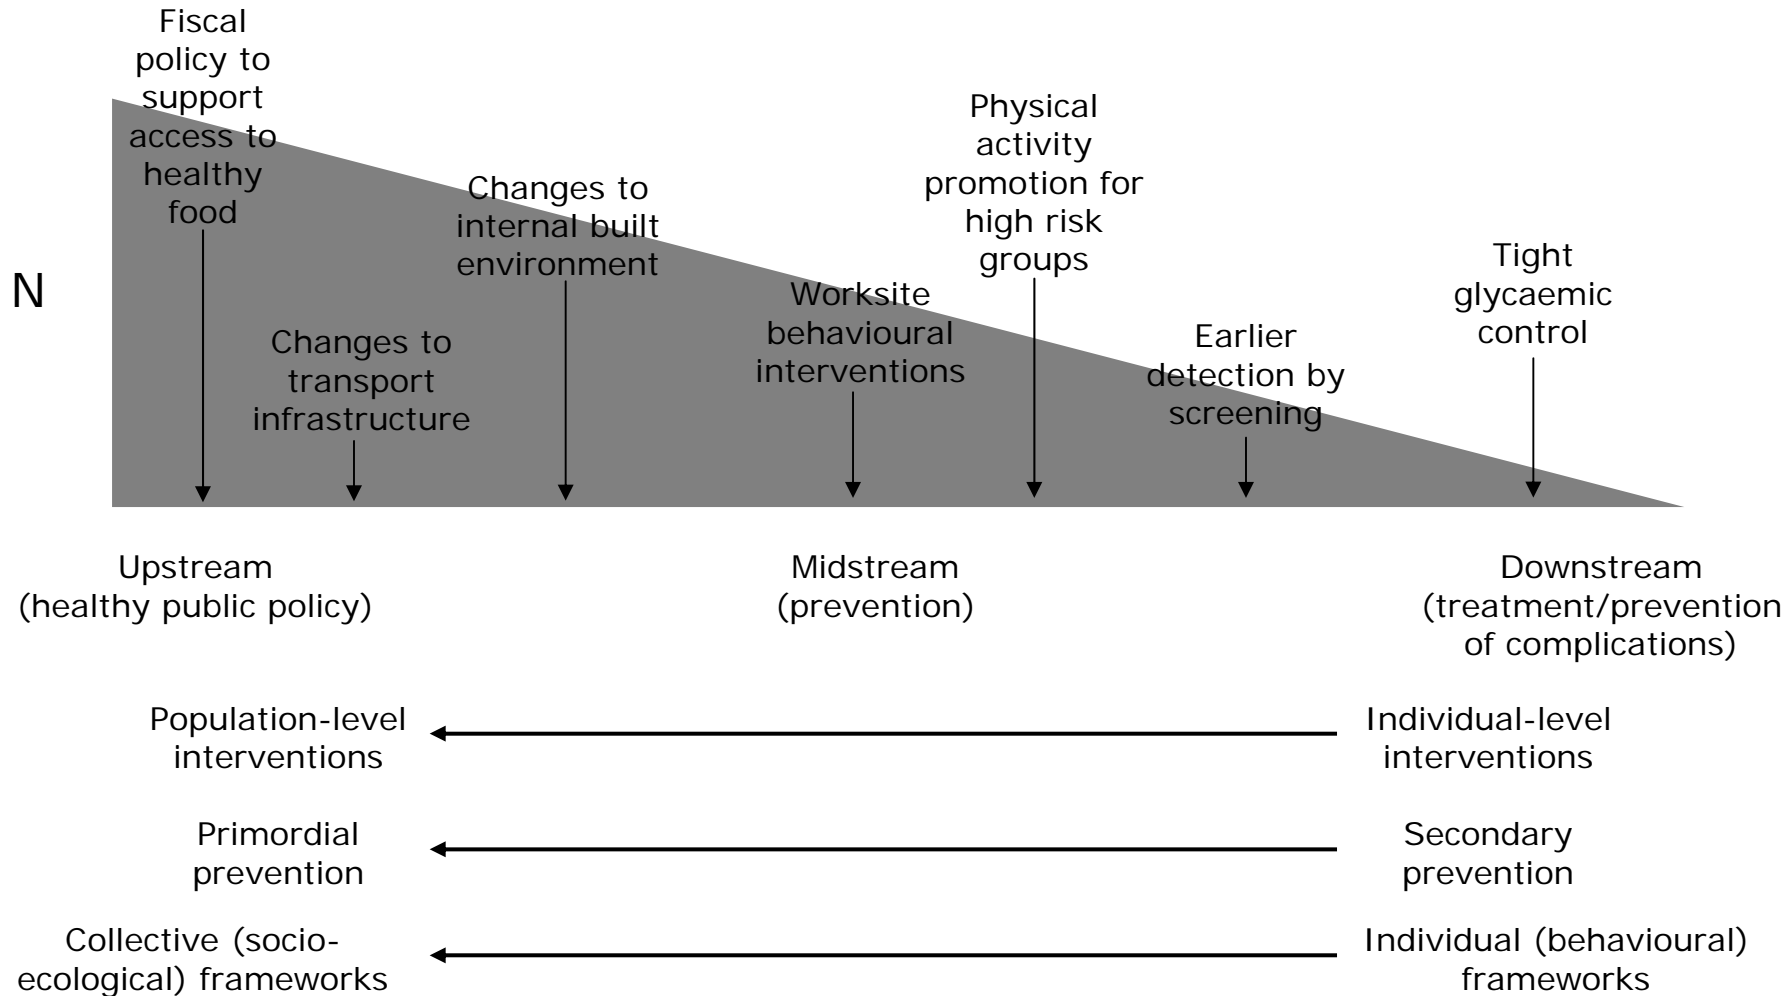 Fiscal
policy to
support
access to
healthy
food
Changes to
transport
infrastructure
Changes to
internal built
environment
Worksite
behavioural
interventions
Physical
activity
promotion for
high risk
groups
Earlier
detection by
screening
Tight
glycaemic
control
N
Upstream
(healthy public policy)
Midstream
(prevention)
Downstream
(treatment/prevention
of complications)
Population-level
interventions
Individual-level
interventions
Primordial
prevention
Secondary
prevention
Collective (socio-
ecological) frameworks
Individual (behavioural)
frameworks